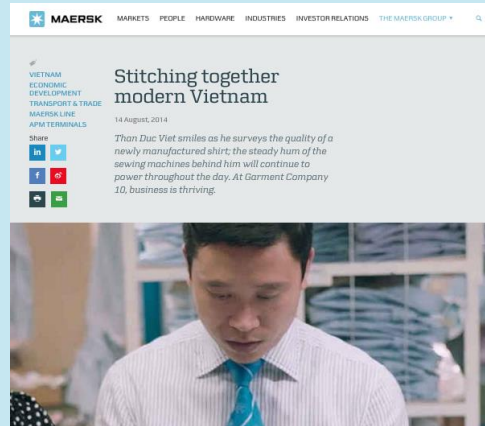 MAERSK MARKETS PEOPLE HARDWARE INDUSTRIES INVESTOR RELATIONS THE MAERSK GROUP
VIETNAM
ECONOMIC
DEVELOPMENT
TRANSPORT & TRADE
MAERSK LINE
APM TERMINALS
Share
in
f
Stitching together
modern Vietnam
14 August, 2014
Than Duc Viet smiles as he surveys the quality of a
newly manufactured shirt; the steady hum of the
sewing machines behind him will continue to
power throughout the day. At Garment Company
10, business is thriving.